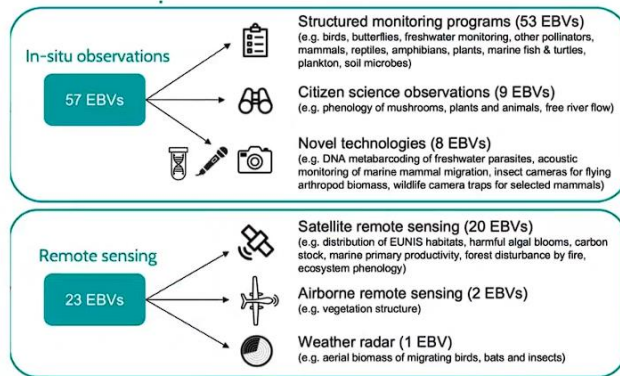 Structured monitoring programs (53 EBVs)
(e.g. birds, butterflies, freshwater monitoring, other pollinators,
mammals, reptiles, amphibians, plants, marine fish & turtles,
plankton, soil microbes)
In-situ observations
57 EBVs
Citizen science observations (9 EBVs)
(e.g. phenology of mushrooms, plants and animals, free river flow)
Novel technologies (8 EBVs)
(e.g. DNA metabarcoding of freshwater parasites, acoustic
monitoring of marine mammal migration, insect cameras for flying
arthropod biomass, wildlife camera traps for selected mammals)
Satellite remote sensing (20 EBVs)
(e.g. distribution of EUNIS habitats, harmful algal blooms, carbon
stock, marine primary productivity, forest disturbance by fire,
ecosystem phenology)
Remote sensing
23 EBVs
Airborne remote sensing (2 EBVs)
(e.g. vegetation structure)
Weather radar (1 EBV)
(e.g. aerial biomass of migrating birds, bats and insects)